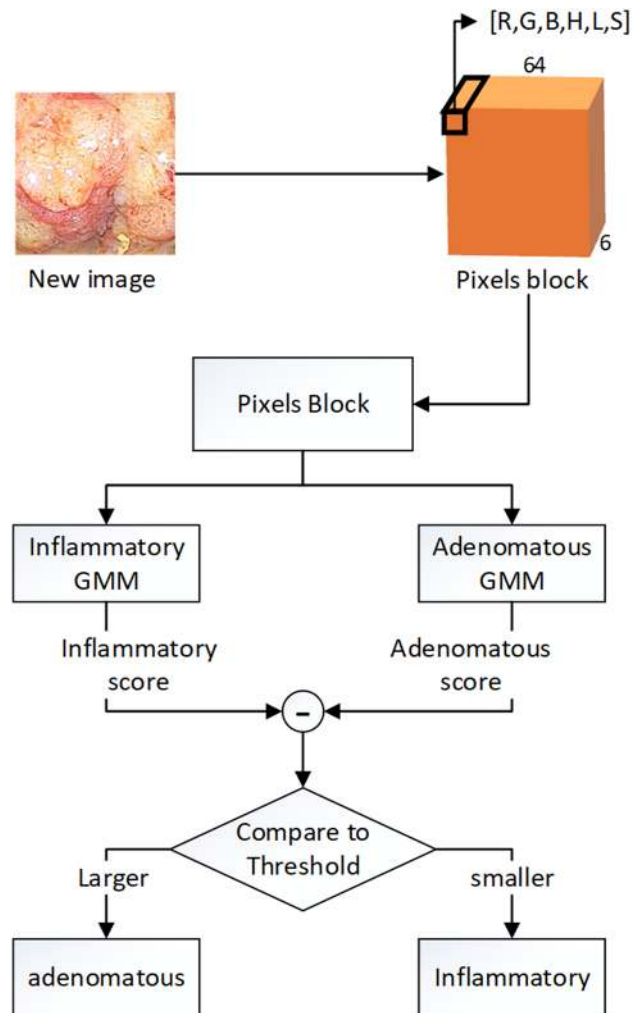 [R,G,B,H,L,S]
64
6
New image
Pixels block
Pixels Block
Inflammatory
GMM
Adenomatous
GMM
Inflammatory
score
Adenomatous
score
-
Compare to
Threshold
Larger
smaller
adenomatous
Inflammatory